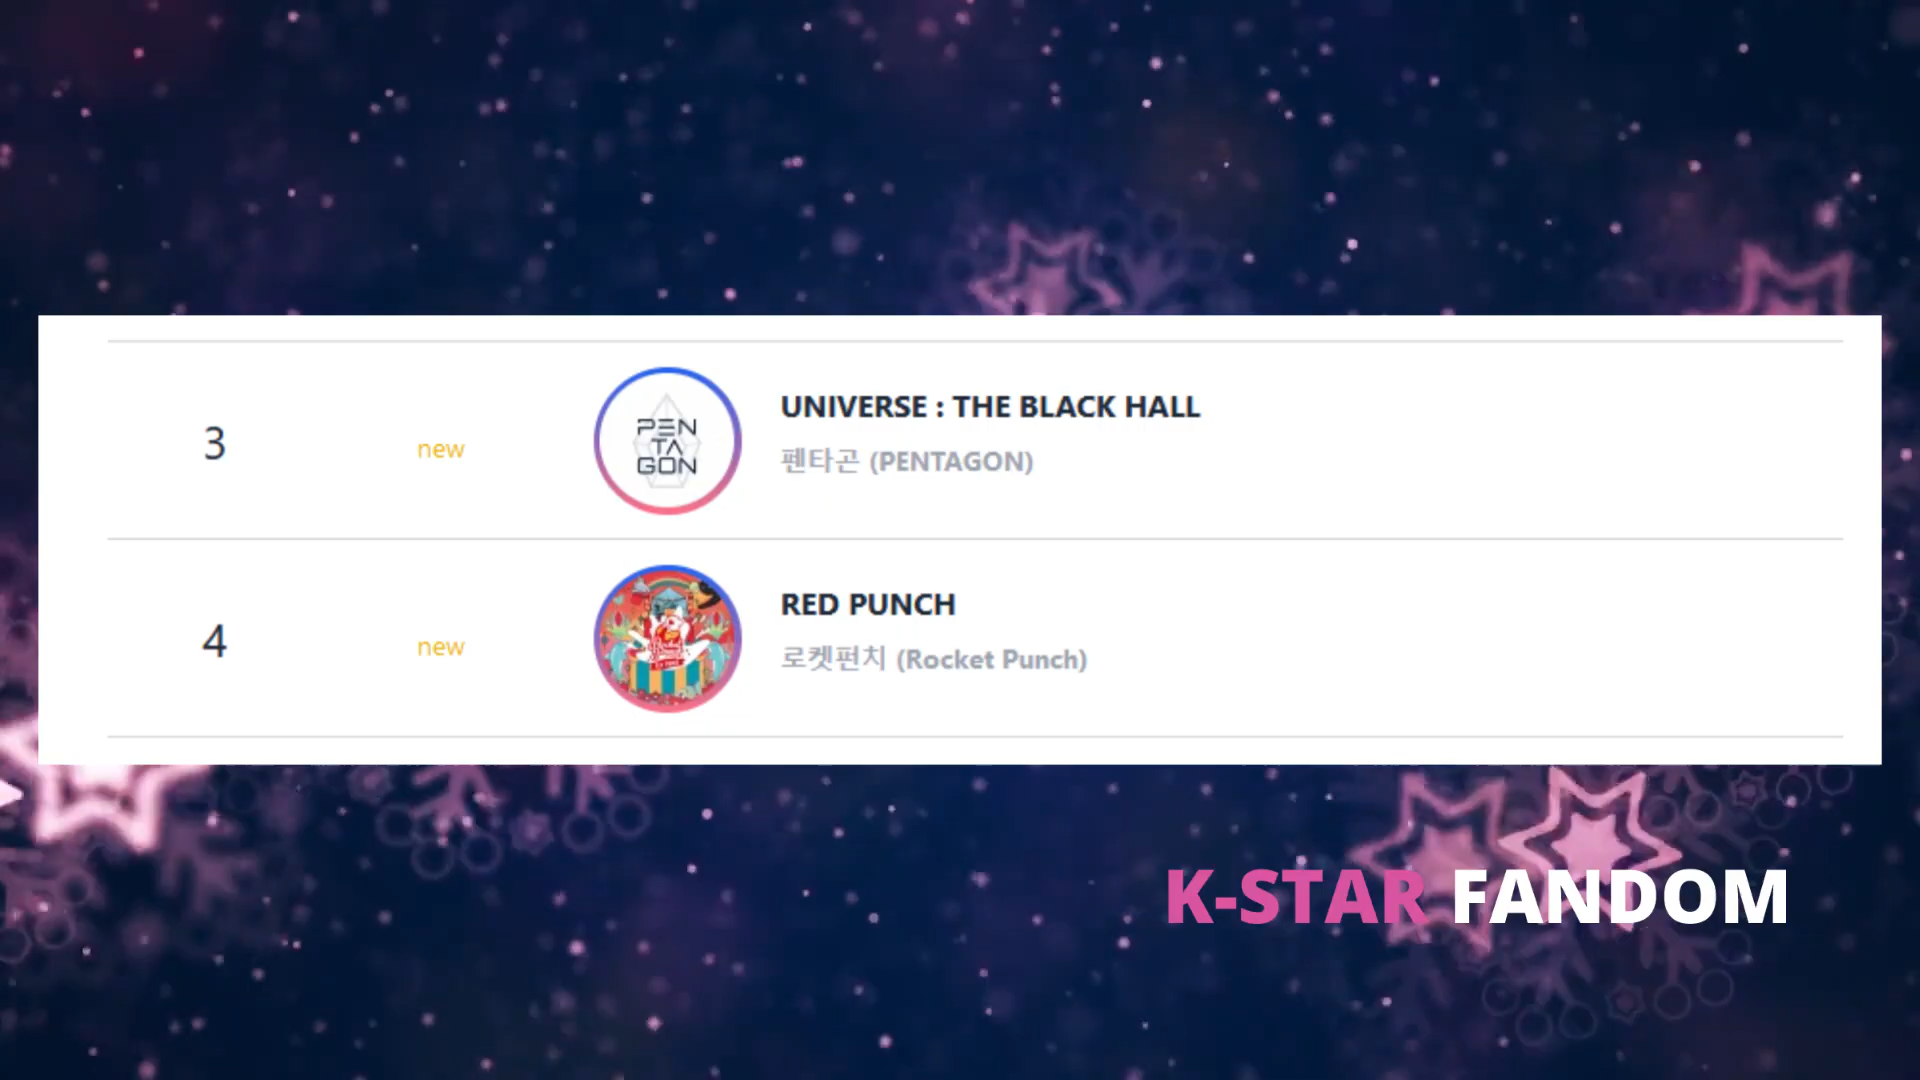 3
new
PEN
TA
GON
UNIVERSE : THE BLACK HALL
펜타곤 (PENTAGON)
4
new
RED PUNCH
로켓펀치 (Rocket Punch)
K-STAR FANDOM